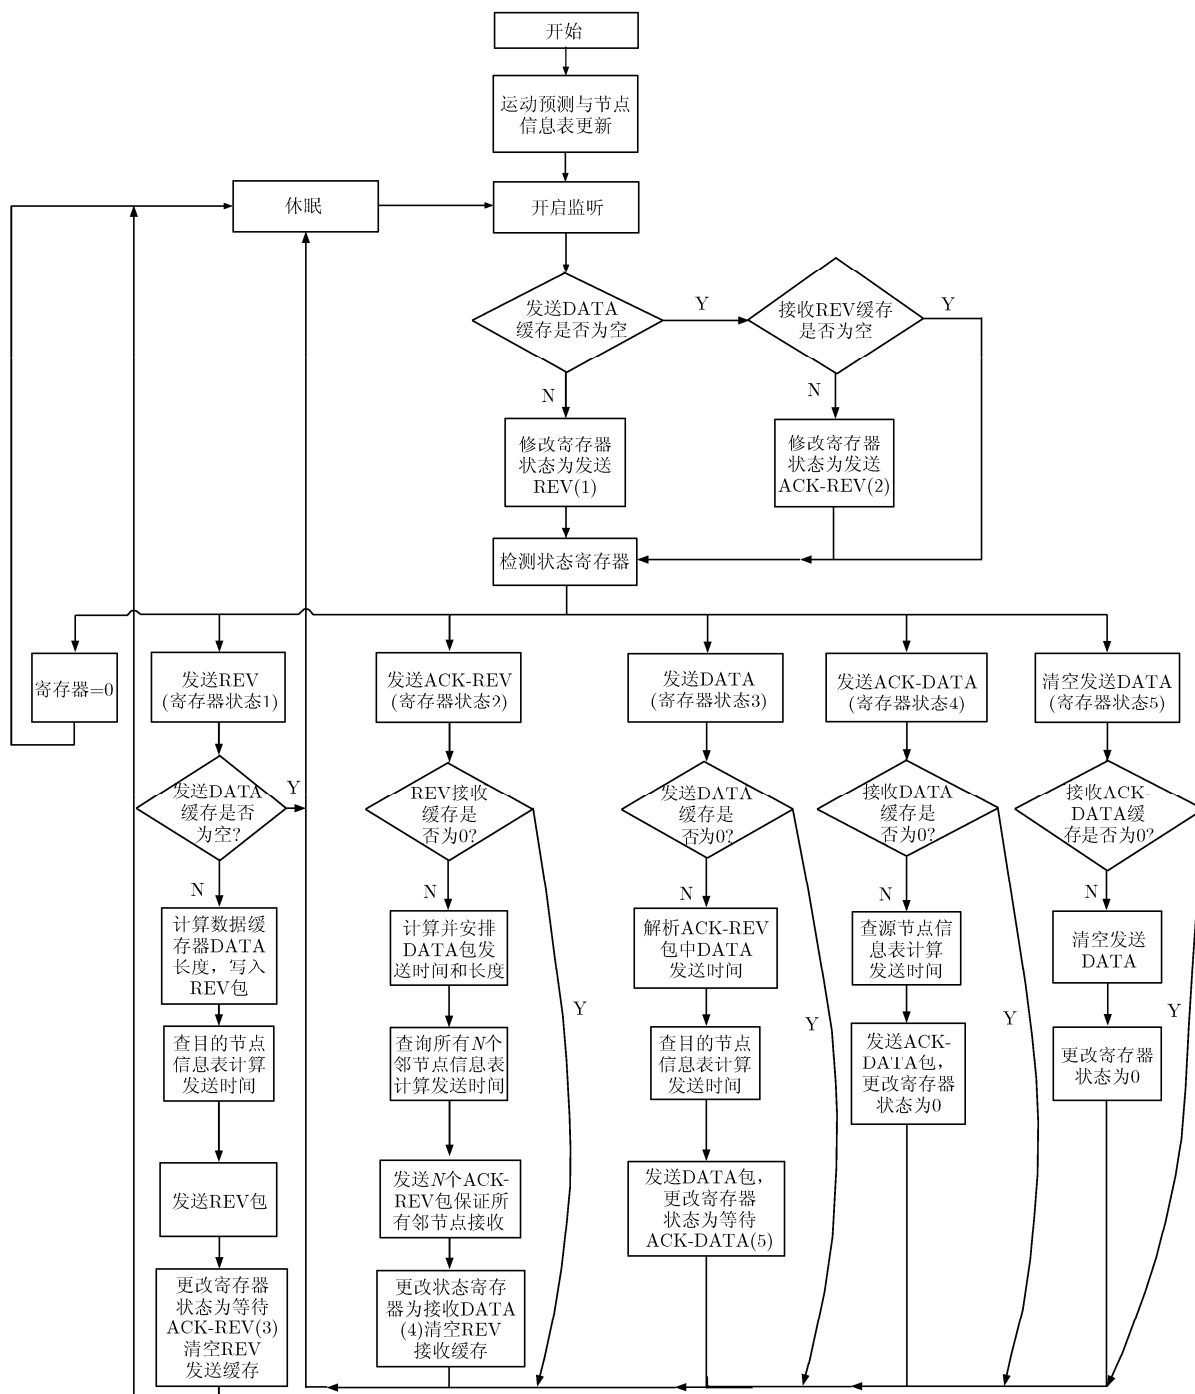 开始
运动预测与节点
信息表更新
休眠
开启监听
发送DATA
缓存是否为空
Y
接收REV缓存
是否为空
Y
N
N
修改寄存器
状态为发送
REV(1)
修改寄存器
状态为发送
ACK-REV(2)
检测状态寄存器
寄存器=0
发送REV
(寄存器状态1)
发送ACK-REV
(寄存器状态2)
发送DATA
(寄存器状态3)
发送ACK-DATA
(寄存器状态4)
清空发送DATA
(寄存器状态5)
发送DATA
缓存是否
为空?
Y
REV接收
缓存是
否为0?
发送DATA
缓存是
否为0?
接收DATA
缓存是
否为0?
接收ACK-
DATA缓
存是否为0?
N
N
N
N
N
计算数据缓
存器DATA
长度，写入
REV包
计算并安排
DATA包发
送时间和长度
解析ACK-REV
包中DATA
发送时间
查源节点信
息表计算
发送时间
清空发送
DATA
Y
Y
Y
Y
查目的节点
信息表计算
发送时间
查询所有N个
邻节点信息表
计算发送时间
查目的节点
信息表计算
发送时间
发送ACK-
DATA包，
更改寄存器
状态为0
更改寄存器
状态为0
发送REV包
发送N个ACK-
REV包保证所
有邻节点接收
发送DATA包，
更改寄存器
状态为等待
ACK-DATA(5)
更改寄存器
状态为等待
ACK-REV(3)
清空REV
发送缓存
更改状态寄存
器为接收DATA
(4)清空REV
接收缓存